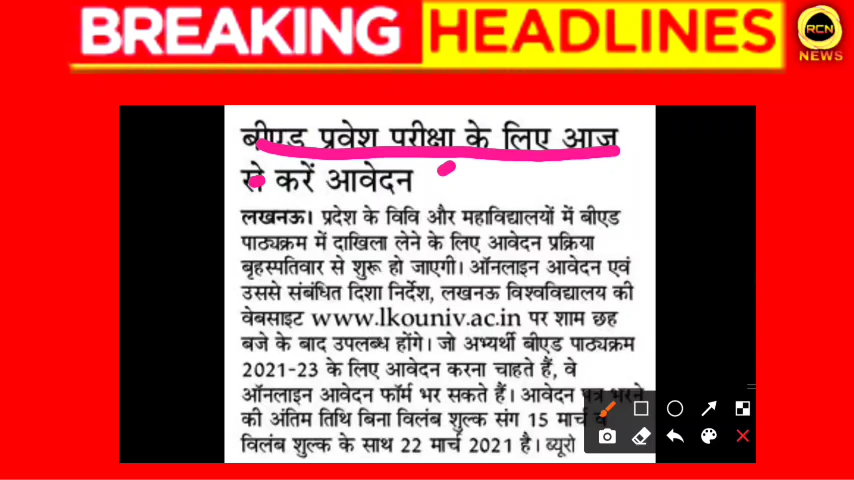 BREAKING HEADLINES
RCN
NEWS
बीएड प्रवेश परीक्षा के लिए आज
से करें आवेदन
लखनऊ। प्रदेश के विवि और महाविद्यालयों में बीएड
पाठ्यक्रम में दाखिला लेने के लिए आवेदन प्रक्रिया
बृहस्पतिवार से शुरू हो जाएगी। ऑनलाइन आवेदन एवं
उससे संबंधित दिशा निर्देश, लखनऊ विश्वविद्यालय की
वेबसाइट www.lkouniv.ac.in पर शाम छह
बजे के बाद उपलब्ध होंगे। जो अभ्यर्थी बीएड पाठ्यक्रम
2021-23 के लिए आवेदन करना चाहते हैं, वे
ऑनलाइन आवेदन फॉर्म भर सकते हैं। आवेदन पत्र भरने
की अंतिम तिथि बिना विलंब शुल्क संग 15 मार्च व
विलंब शुल्क के साथ 22 मार्च 2021 है। ब्यूरो